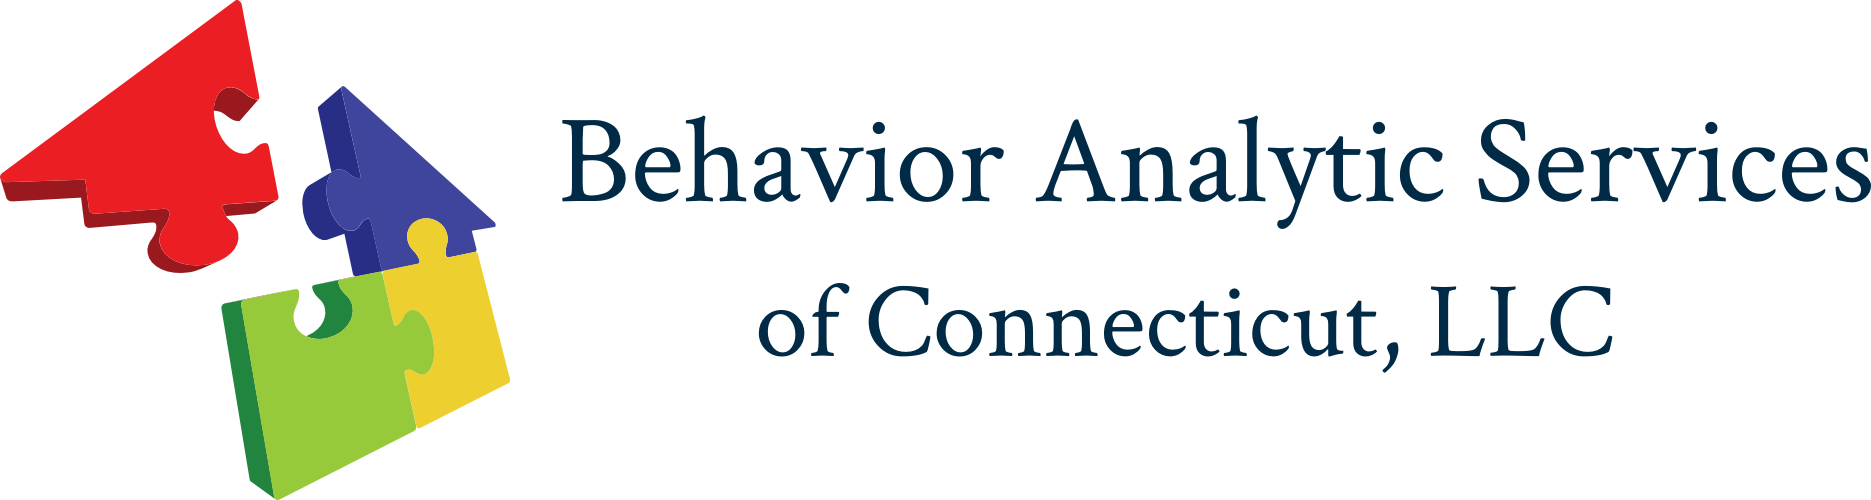 Behavior Analytic Services
of Connecticut, LLC